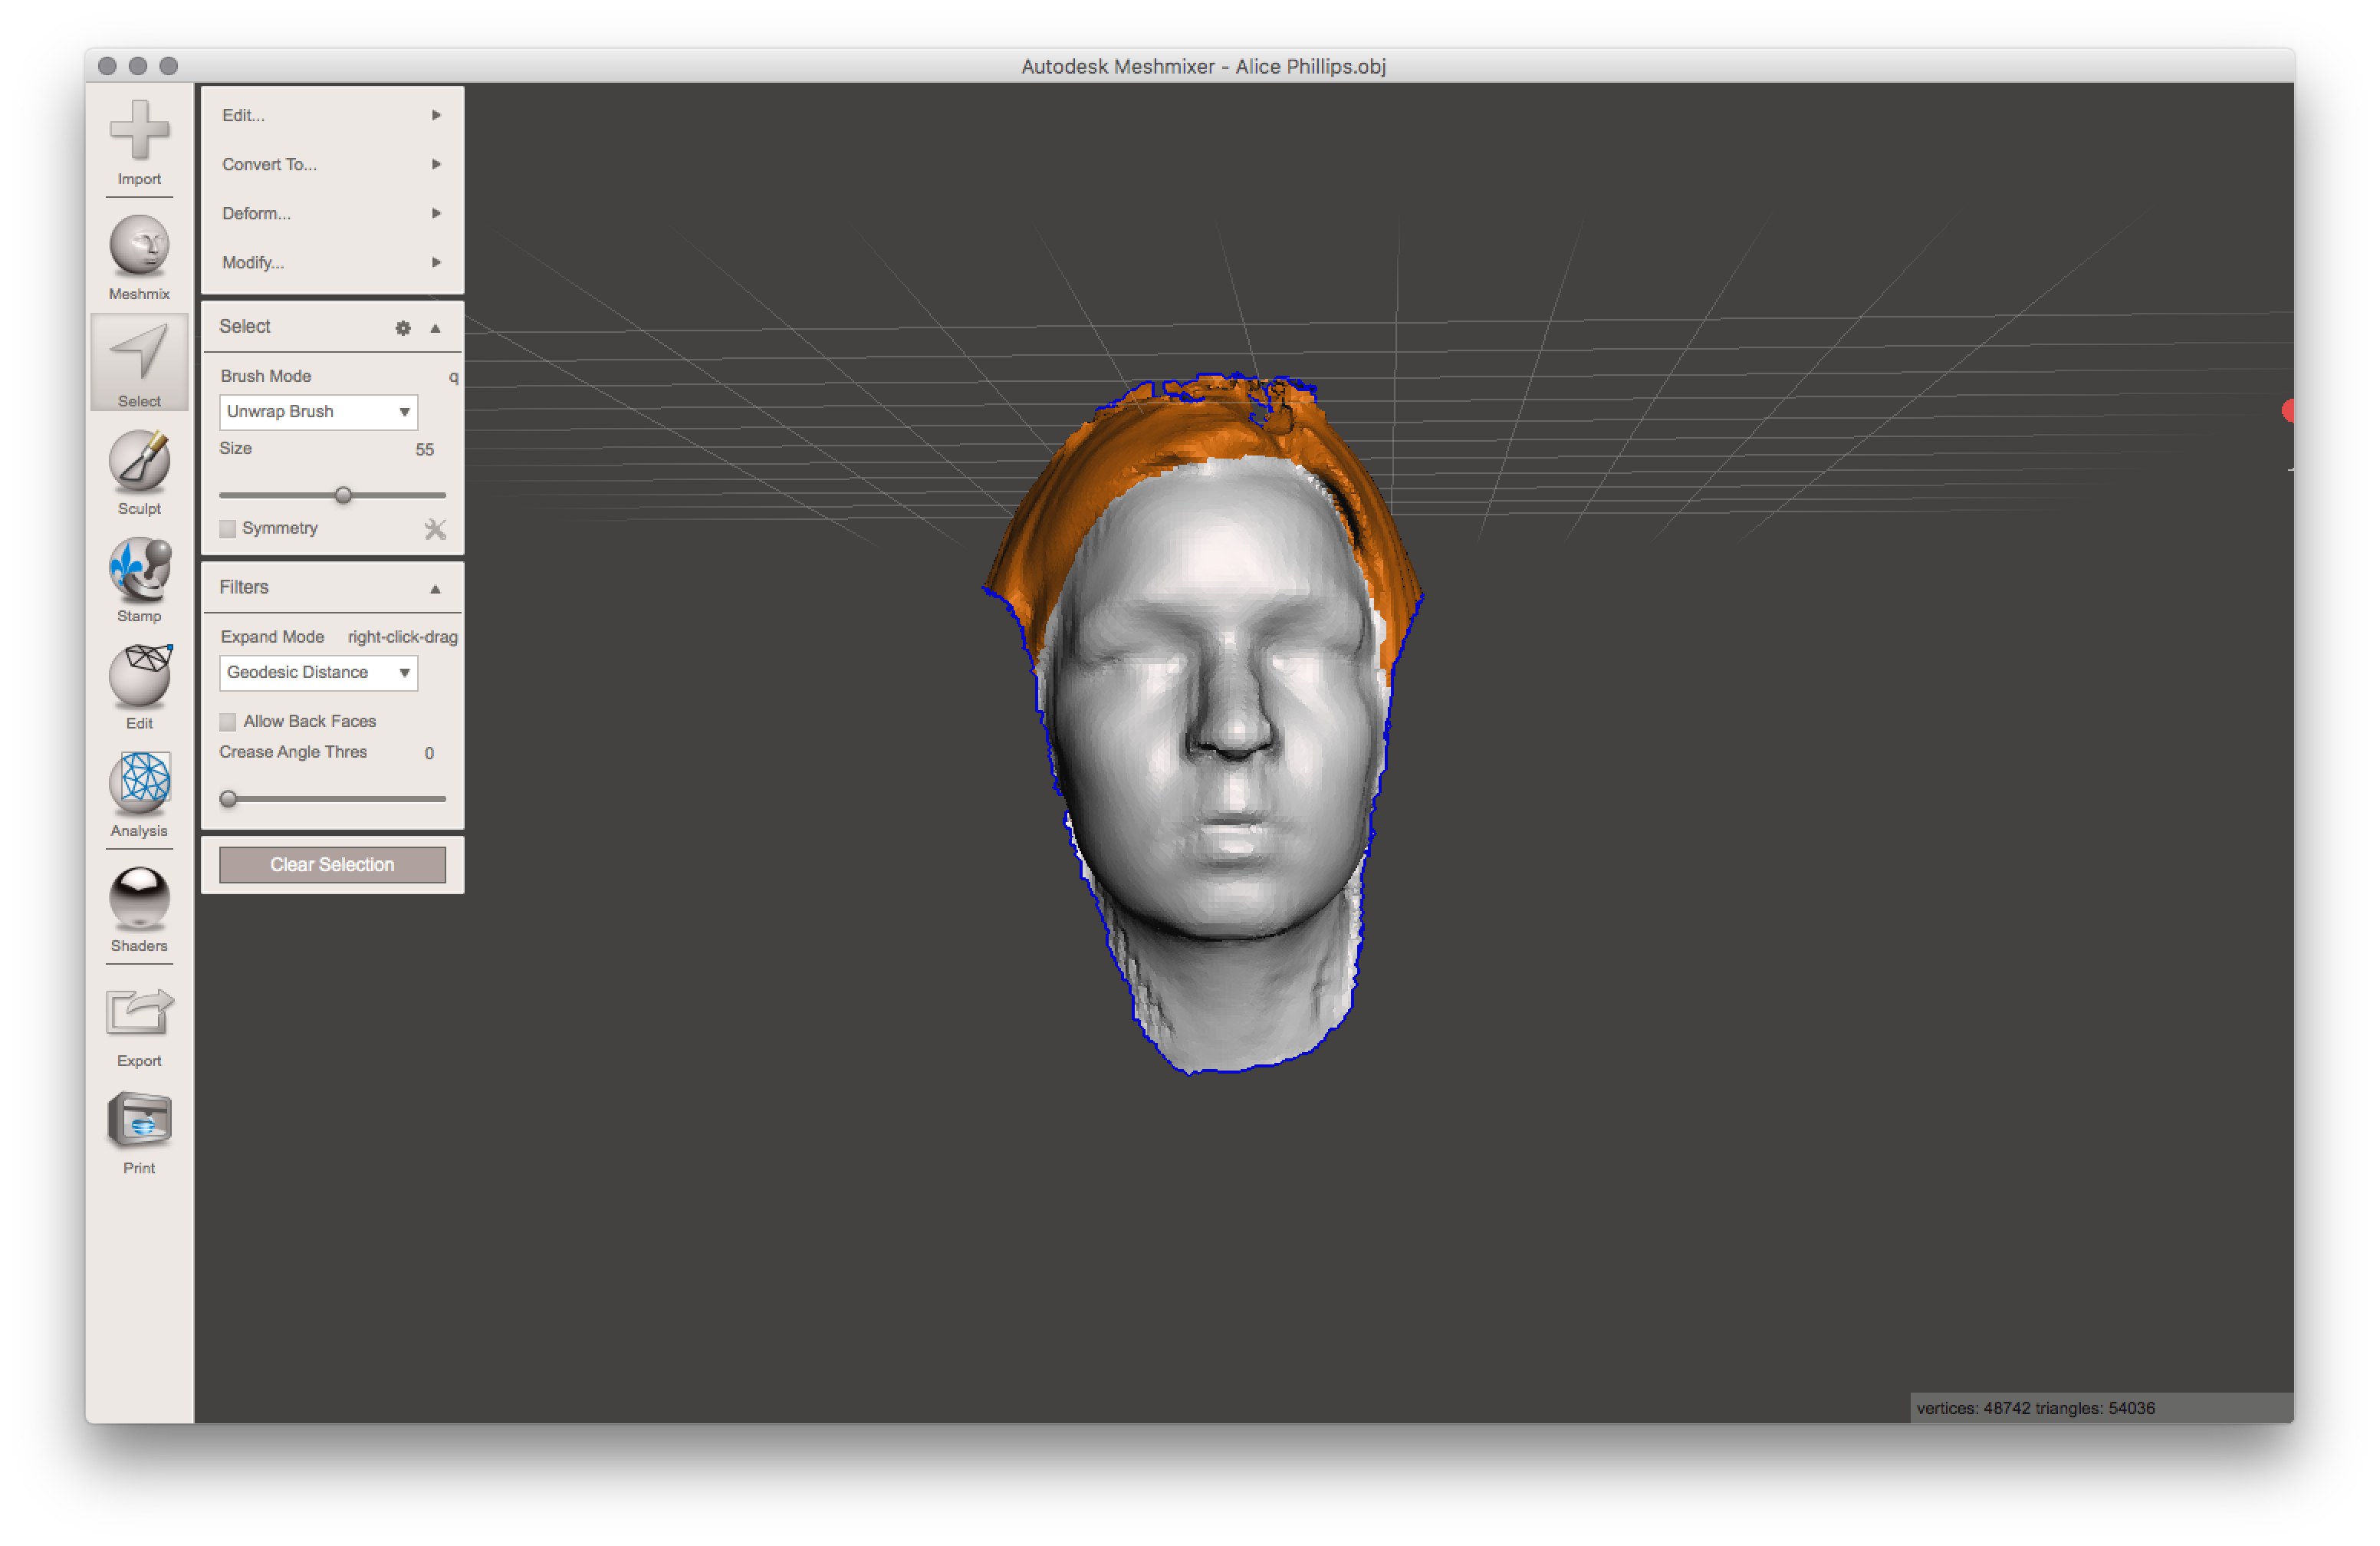 Autodesk Meshmixer - Alice Phillips.obj
Import
Meshmix
Select
Sculpt
Stamp
Edit
Analysis
Shaders
Export
Print
Edit...
Convert To...
Deform...
Modify...
Select
Brush Mode q
Unwrap Brush
Size 55
Symmetry
Filters
Expand Mode right-click-drag
Geodesic Distance
Allow Back Faces
Crease Angle Thres 0
Clear Selection
vertices: 48742 triangles: 54036